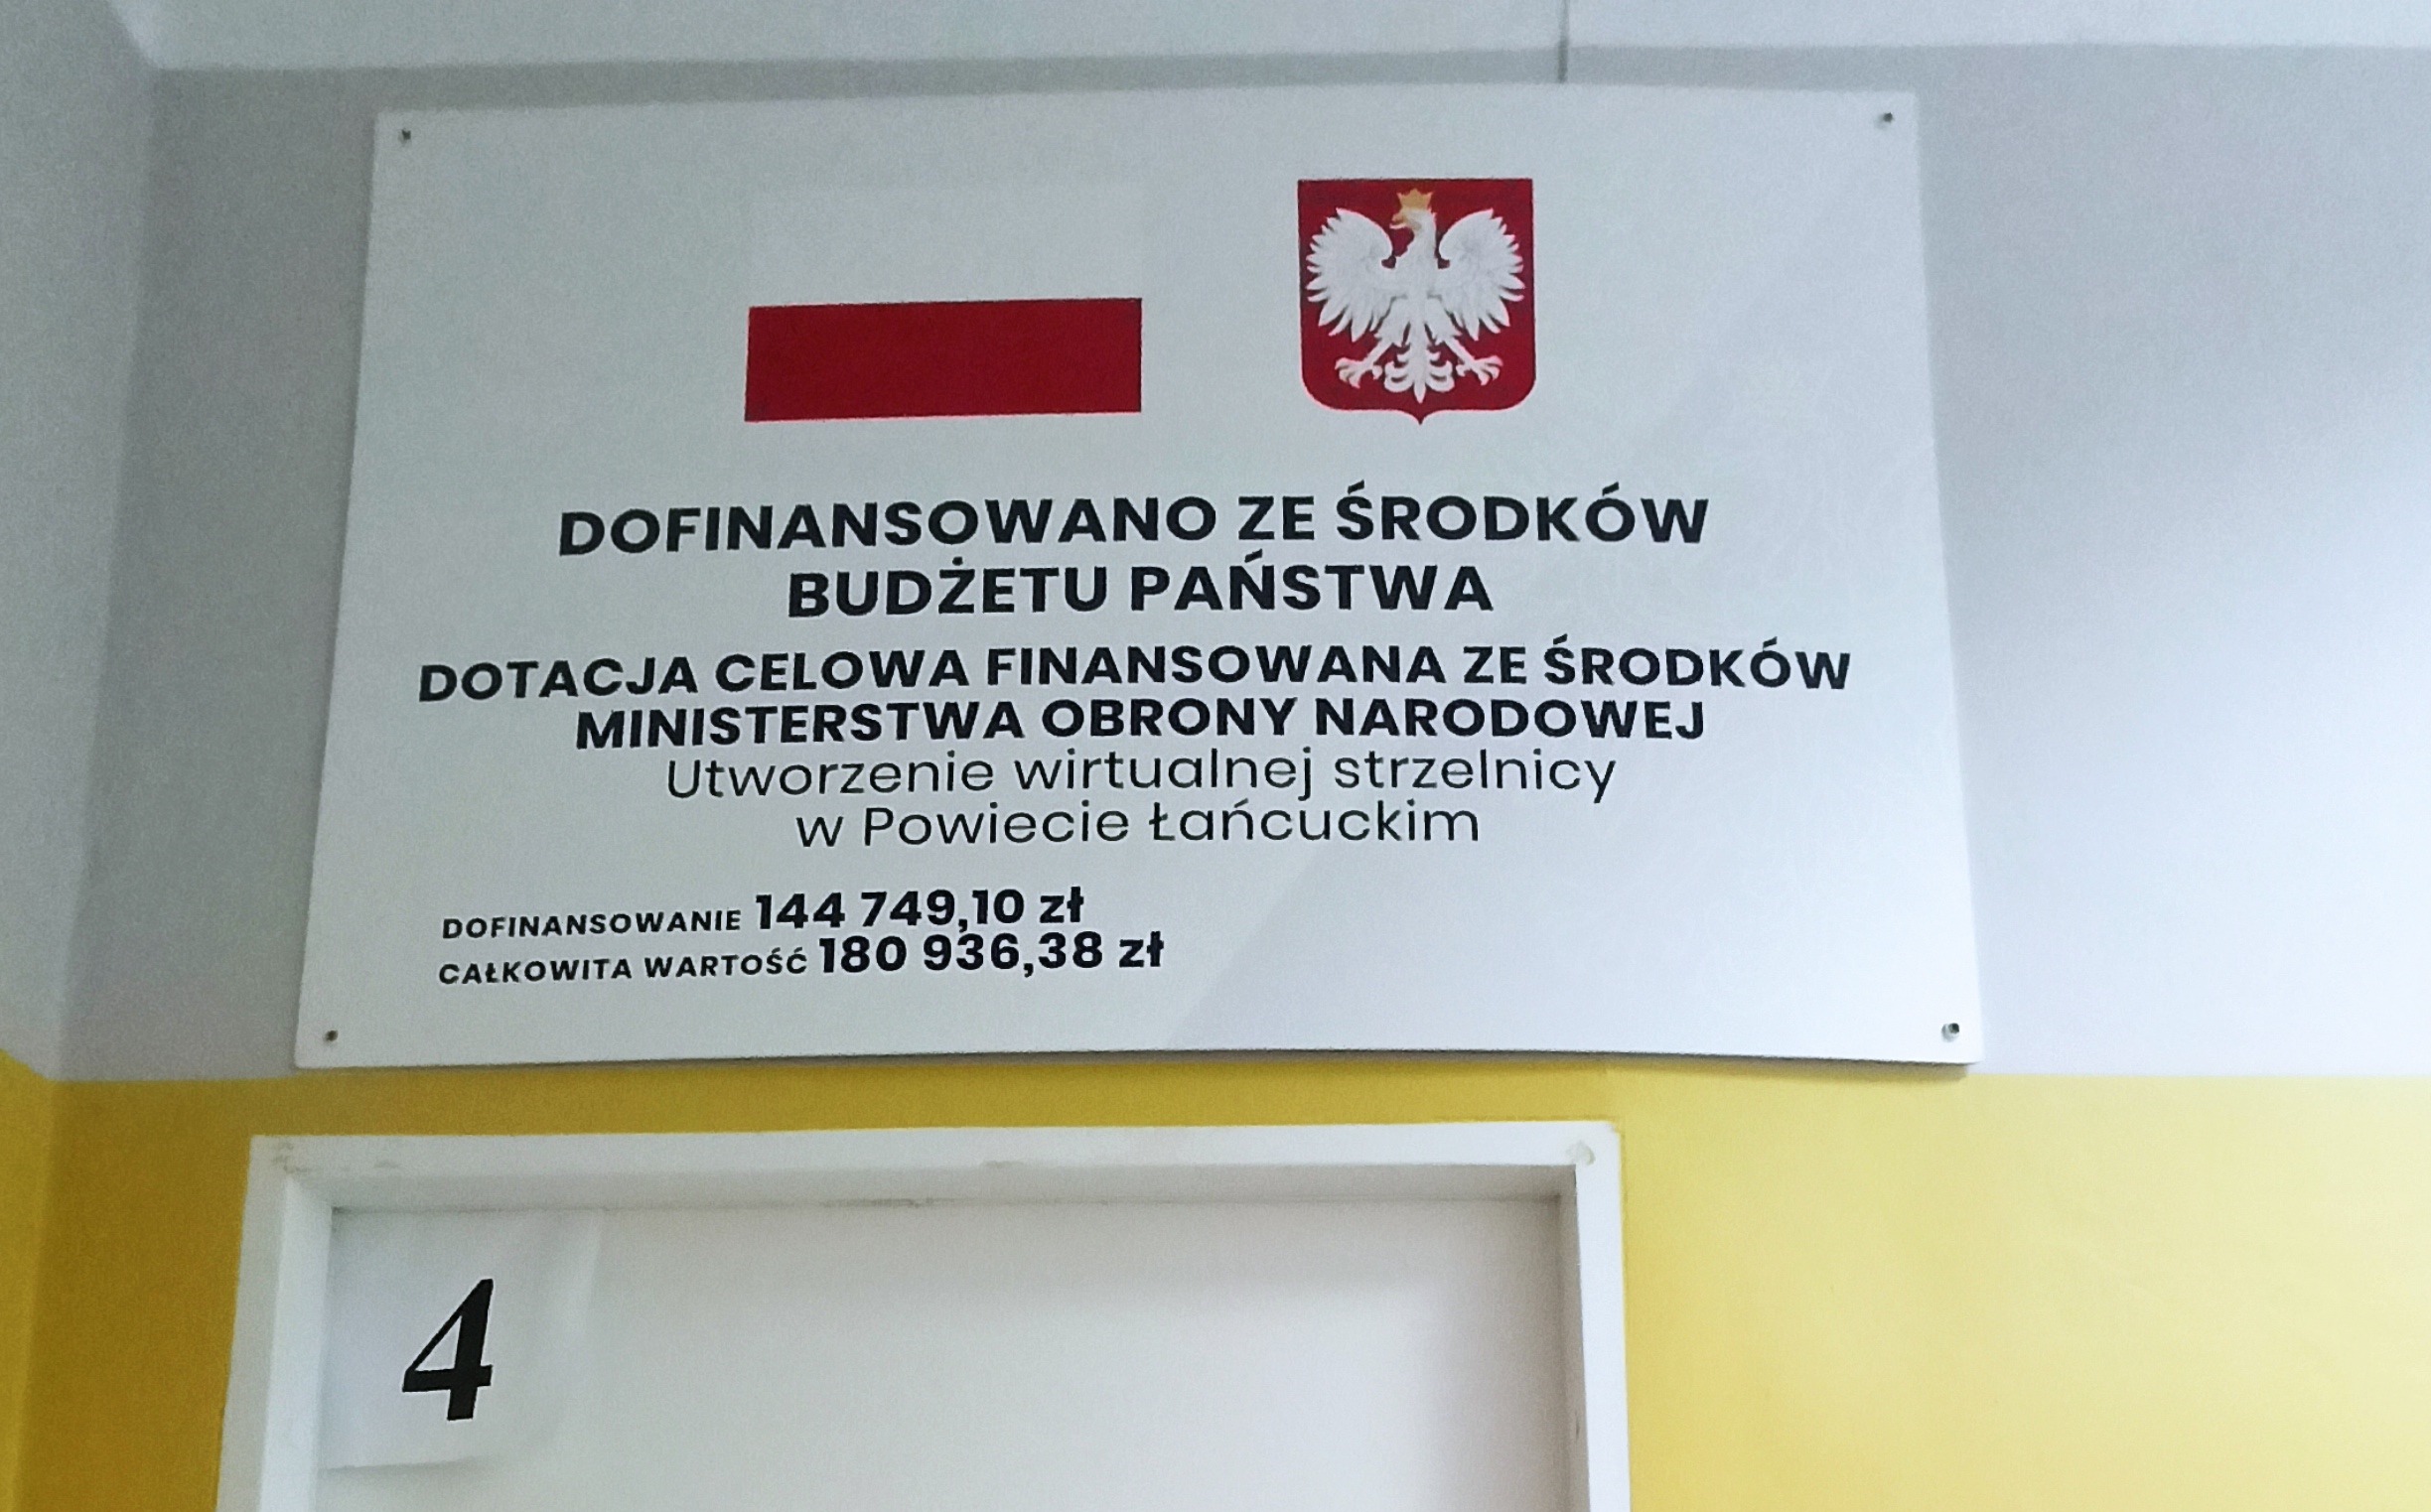 DOFINANSOWANO ZE ŚRODKÓW
BUDŻETU PAŃSTWA
DOTACJA CELOWA FINANSOWANA ZE ŚRODKÓW
MINISTERSTWA OBRONY NARODOWEJ
Utworzenie wirtualnej strzelnicy
w Powiecie Łańcuckim
DOFINANSOWANIE 144 749,10 zł
CAŁKOWITA WARTOŚĆ 180 936,38 zł
4